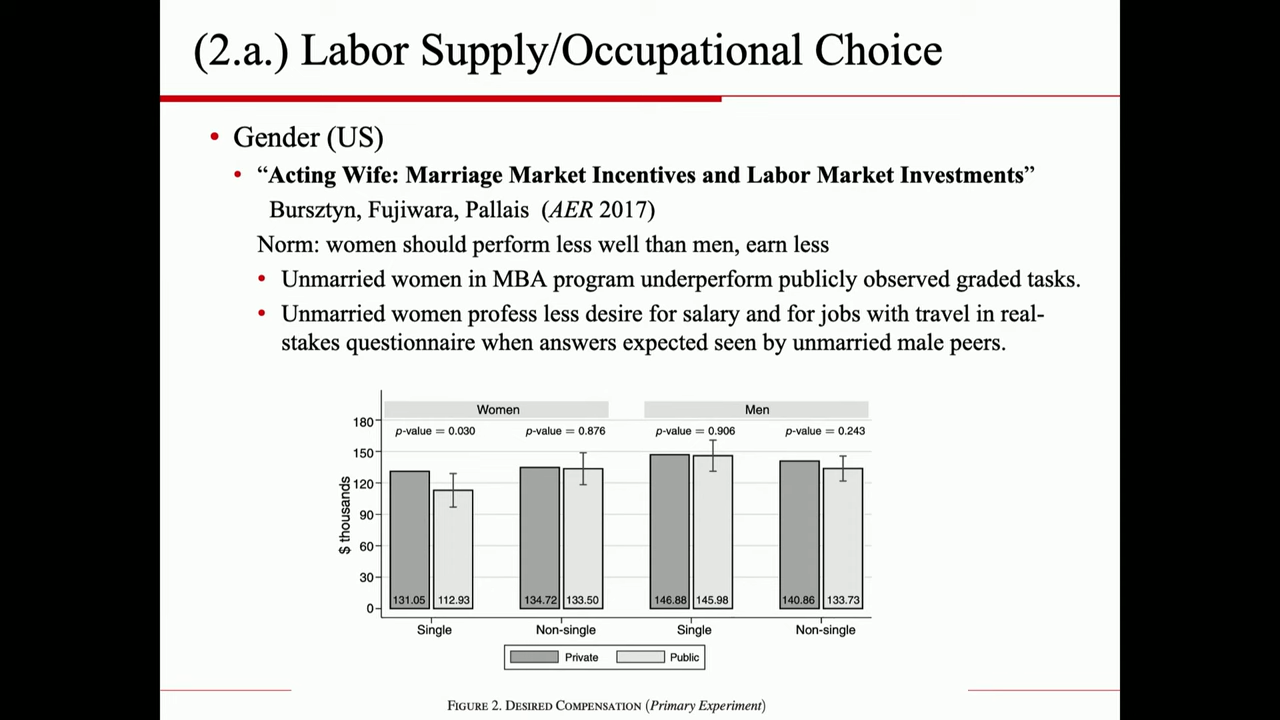 (2.a.) Labor Supply/Occupational Choice
• Gender (US)
• “Acting Wife: Marriage Market Incentives and Labor Market Investments”
Bursztyn, Fujiwara, Pallais (AER 2017)
Norm: women should perform less well than men, earn less
• Unmarried women in MBA program underperform publicly observed graded tasks.
• Unmarried women profess less desire for salary and for jobs with travel in real-
stakes questionnaire when answers expected seen by unmarried male peers.
Women Men
p-value = 0.030 p-value = 0.876 p-value = 0.906 p-value = 0.243
$ thousands
180
150
120
90
60
30
0
131.05 112.93 134.72 133.50 146.88 145.98 140.86 133.73
Single Non-single Single Non-single
Private Public
FIGURE 2. DESIRED COMPENSATION (Primary Experiment)